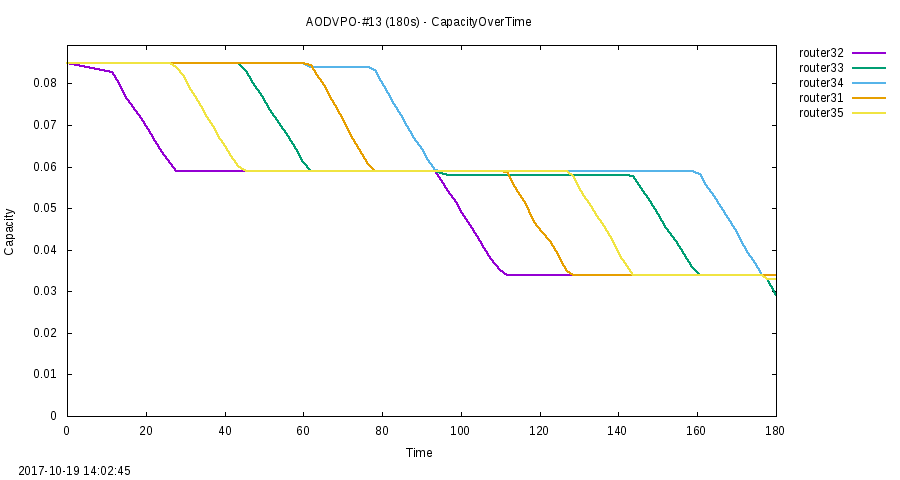 AODVPO-#13 (180s) - CapacityOverTime
router32
router33
router34
router31
router35
0.08
0.07
0.06
0.05
0.04
0.03
0.02
0.01
0
Capacity
0 20 40 60 80 100 120 140 160 180
Time
2017-10-19 14:02:45